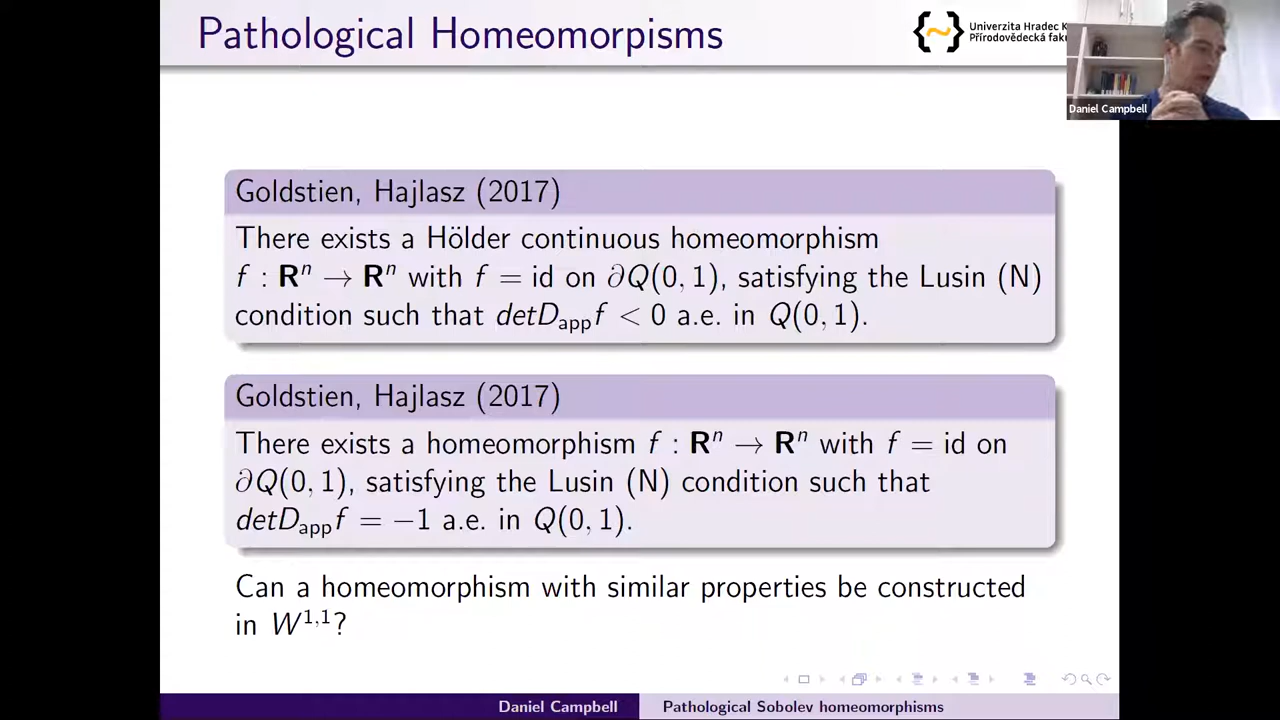 Pathological Homeomorpisms
Univerzita Hradec K
Přírodovědecká fak
Daniel Campbell
Goldstien, Hajlasz (2017)
There exists a Hölder continuous homeomorphism
f : Rⁿ → Rⁿ with f = id on ∂Q(0, 1), satisfying the Lusin (N)
condition such that detD_app f < 0 a.e. in Q(0, 1).
Goldstien, Hajlasz (2017)
There exists a homeomorphism f : Rⁿ → Rⁿ with f = id on
∂Q(0, 1), satisfying the Lusin (N) condition such that
detD_app f = −1 a.e. in Q(0, 1).
Can a homeomorphism with similar properties be constructed
in W¹,¹?
Daniel Campbell
Pathological Sobolev homeomorphisms